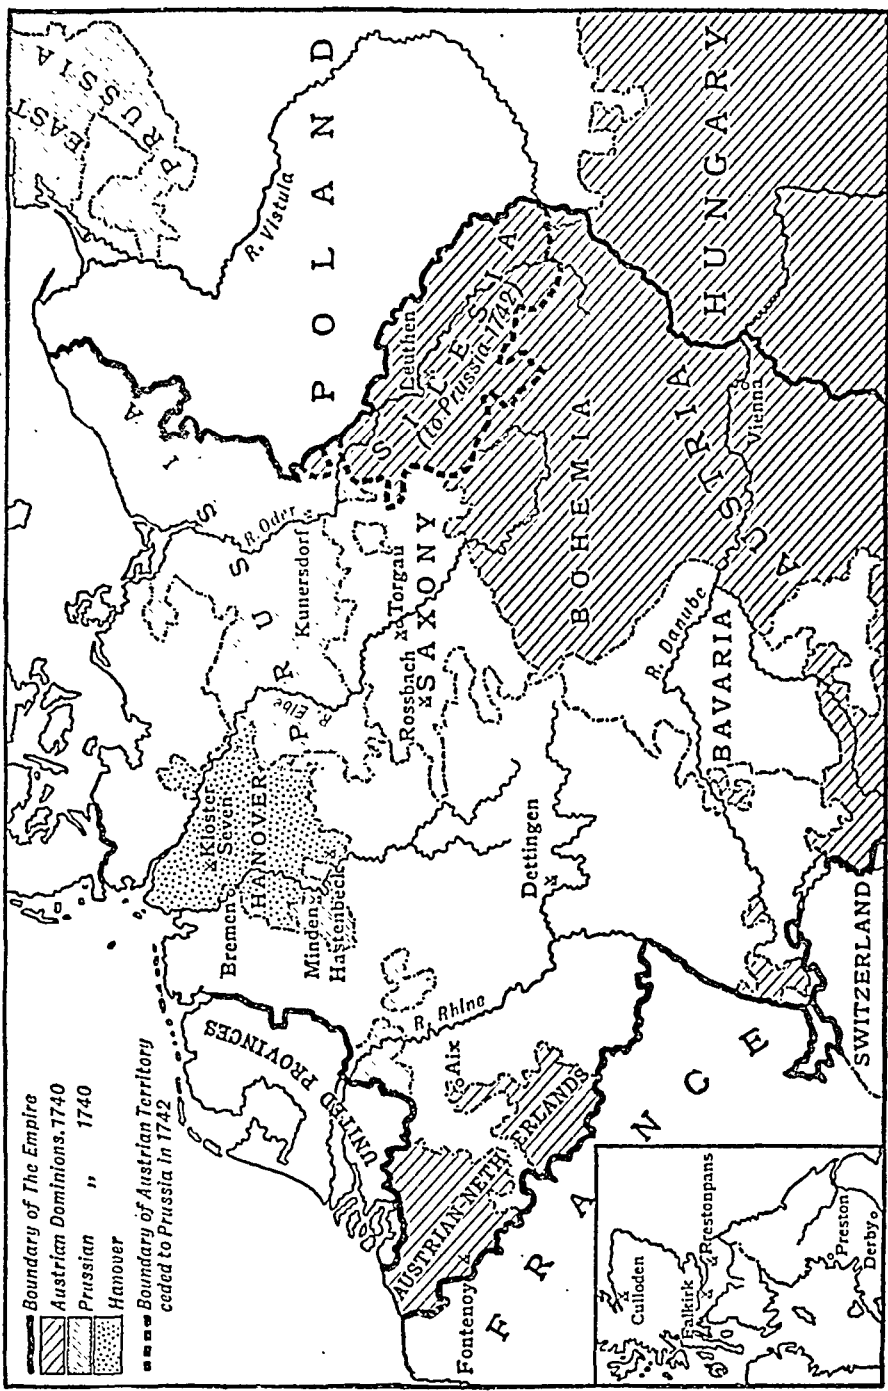 Boundary of The Empire
Austrian Dominions. 1740
Prussian „ 1740
Hanover
Boundary of Austrian Territory
ceded to Prussia in 1742
EAST
PRUSSIA
R. Vistula
POLAND
HUNGARY
PRUSSIA
R. Oder
Kunersdorf
R. Elbe
Leuthen
SILESIA
(to Prussia 1742)
Torgau
Rossbach
SAXONY
BOHEMIA
AUSTRIA
Vienna
R. Danube
BAVARIA
Kloster
Seven
HANOVER
Bremen
Minden
Hastenbeck
Dettingen
UNITED PROVINCES
R. Rhine
Aix
AUSTRIAN NETHERLANDS
Fontenoy
FRANCE
SWITZERLAND
Culloden
Falkirk
Prestonpans
Preston
Derby